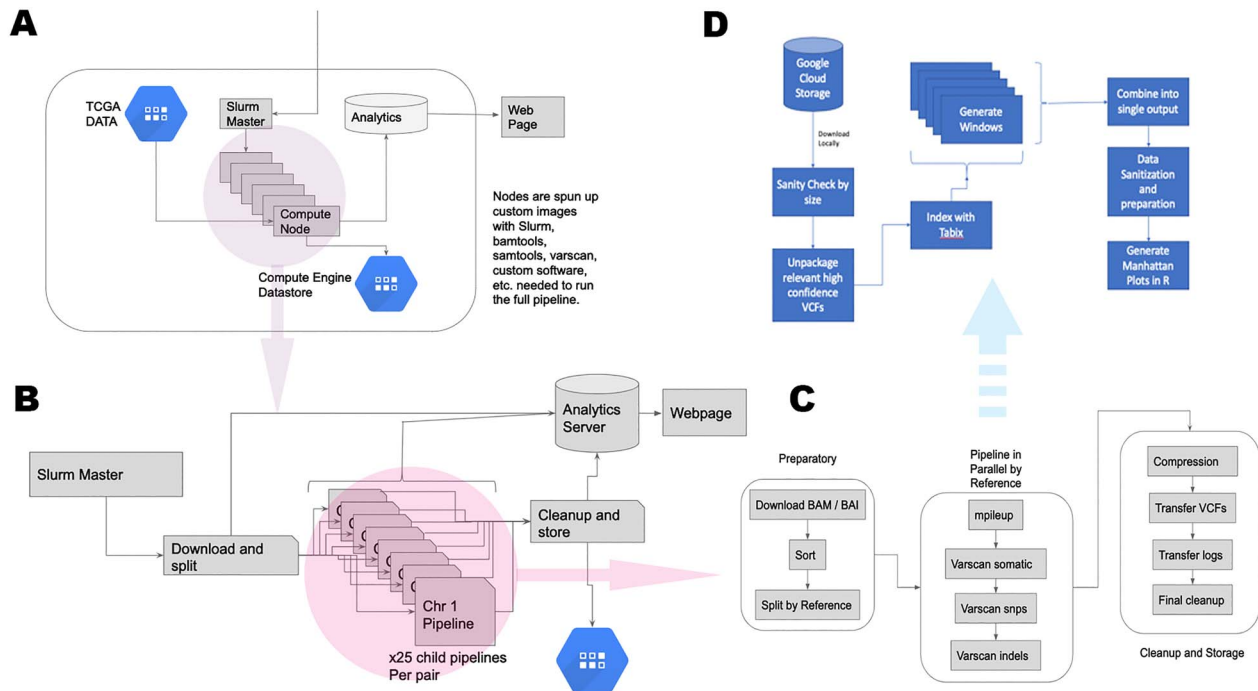 A
TCGA
DATA
Slurm
Master
Analytics
Web
Page
Compute
Node
Compute Engine
Datastore
Nodes are spun up
custom images
with Slurm,
bamtools,
samtools, varscan,
custom software,
etc. needed to run
the full pipeline.
D
Google
Cloud
Storage
Download
Locally
Sanity Check by
size
Unpackage
relevant high
confidence
VCFs
Index with
Tabix
Generate
Windows
Combine into
single output
Data
Sanitization
and
preparation
Generate
Manhattan
Plots in R
B
Slurm Master
Download and
split
C
C
C
C
C
C
Chr 1
Pipeline
x25 child pipelines
Per pair
Cleanup and
store
Analytics
Server
Webpage
C
Preparatory
Download BAM / BAI
Sort
Split by Reference
Pipeline in
Parallel by
Reference
mpileup
Varscan somatic
Varscan snps
Varscan indels
Compression
Transfer VCFs
Transfer logs
Final cleanup
Cleanup and Storage